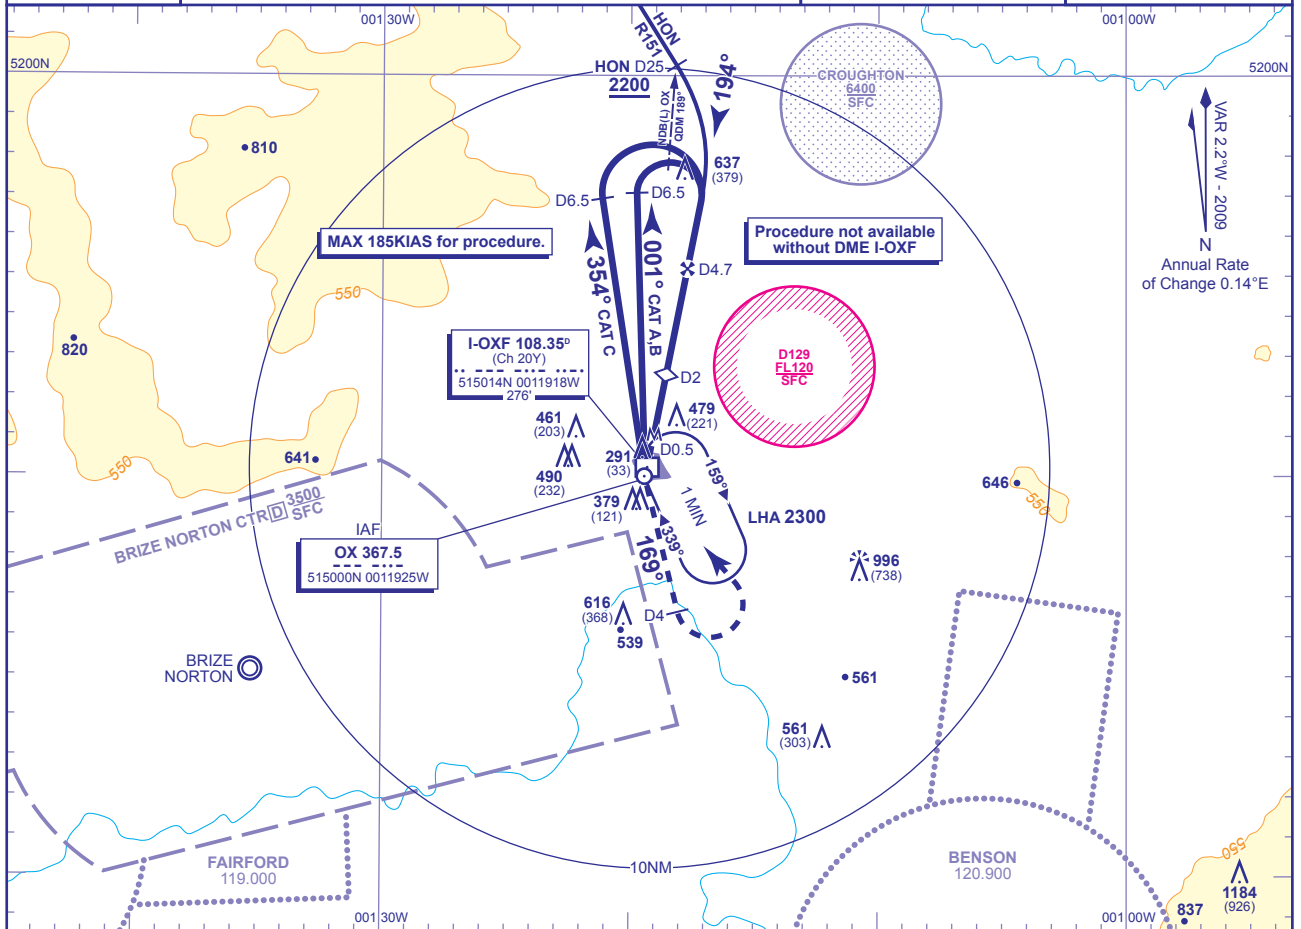 001 30W
001 00W
5200N
5200N
HON
R151
HON D25
2200
194°
NDB(L) OX
QDM 189°
CROUGHTON
6400
SFC
VAR 2.2°W - 2009
N
Annual Rate
of Change 0.14°E
810
637
(379)
D6.5
D6.5
MAX 185KIAS for procedure.
Procedure not available
without DME I-OXF
354° CAT C
001° CAT A,B
D4.7
550
820
I-OXF 108.35ᴰ
(Ch 20Y)
515014N 0011918W
276'
D129
FL120
SFC
D2
461
(203)
479
(221)
D0.5
291
(33)
641
550
490
(232)
379
(121)
159°
1 MIN
339°
169°
LHA 2300
646
550
BRIZE NORTON CTR D 3500
SFC
IAF
OX 367.5
515000N 0011925W
996
(738)
616
(368)
539
D4
BRIZE
NORTON
561
561
(303)
FAIRFORD
119.000
10NM
BENSON
120.900
550
1184
(926)
837
001 30W
001 00W